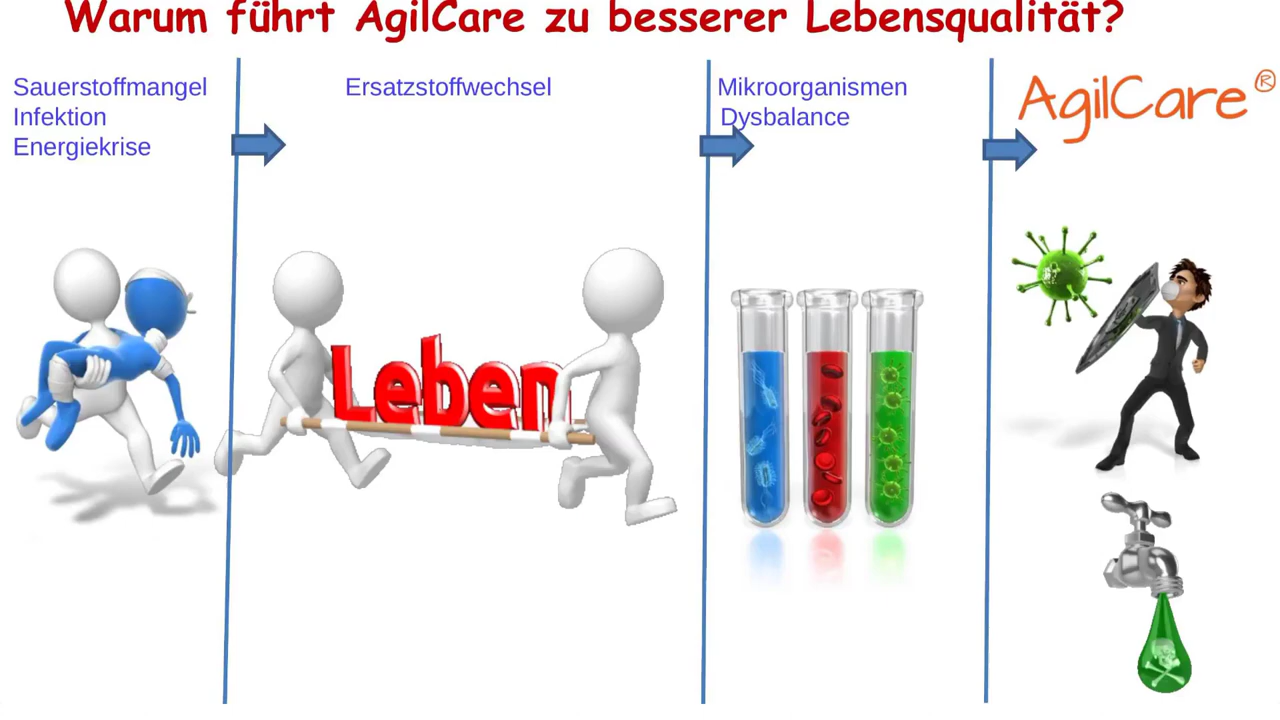 Warum führt AgilCare zu besserer Lebensqualität?
Sauerstoffmangel
Infektion
Energiekrise
Ersatzstoffwechsel
Leben
Mikroorganismen
Dysbalance
AgilCare®